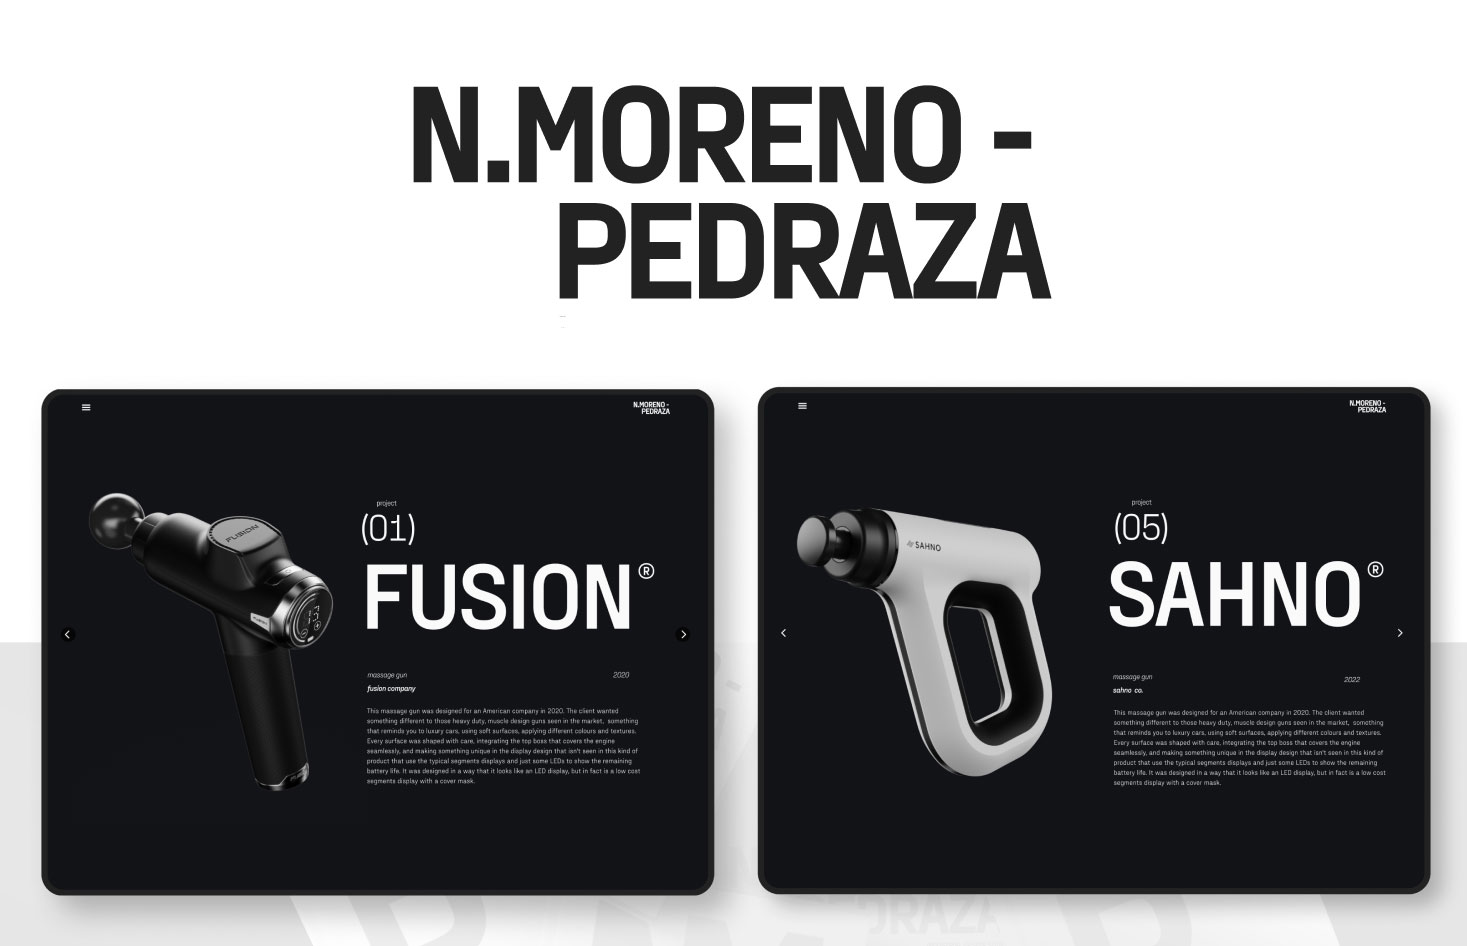 N.MORENO -
PEDRAZA
N.MORENO -
PEDRAZA
project
(01)
FUSION®
massage gun
2020
fusion company
This massage gun was designed for an American company in 2020. The client wanted
something different to those heavy duty, muscle design guns seen in the market, something
that reminds you to luxury cars, using soft surfaces, applying different colours and textures.
Every surface was shaped with care, integrating the top boss that covers the engine
seamlessly, and making something unique in the display design that isn't seen in this kind of
product that use the typical segments displays and just some LEDs to show the remaining
battery life. It was designed in a way that it looks like an LED display, but in fact is a low cost
segments display with a cover mask.
FUSION
N.MORENO -
PEDRAZA
project
(05)
SAHNO®
massage gun
2022
sahno co.
This massage gun was designed for an American company in 2020. The client wanted
something different to those heavy duty, muscle design guns seen in the market, something
that reminds you to luxury cars, using soft surfaces, applying different colours and textures.
Every surface was shaped with care, integrating the top boss that covers the engine
seamlessly, and making something unique in the display design that isn't seen in this kind of
product that use the typical segments displays and just some LEDs to show the remaining
battery life. It was designed in a way that it looks like an LED display, but in fact is a low cost
segments display with a cover mask.
SAHNO